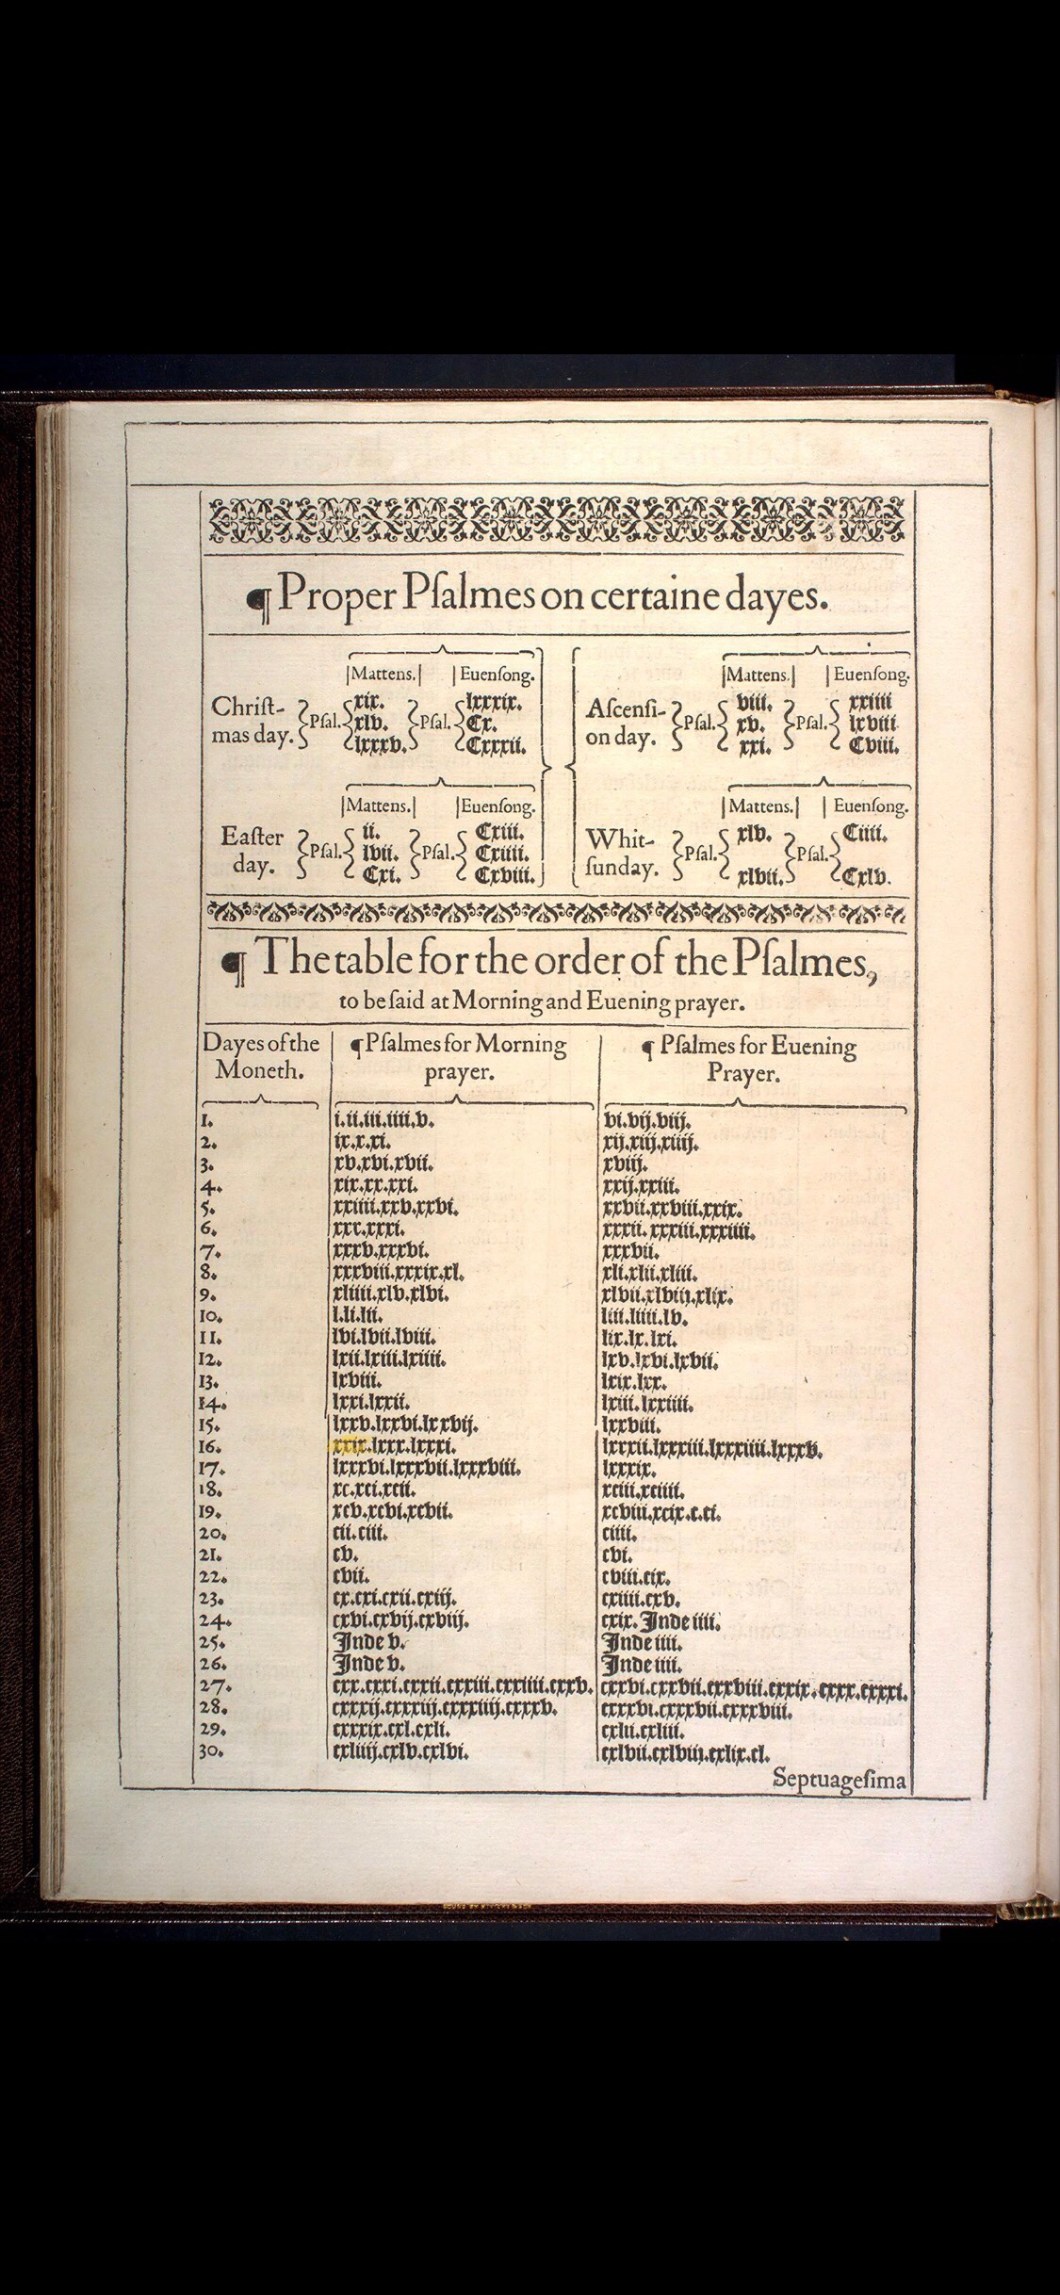 ¶ Proper Pſalmes on certaine dayes.
Mattens. Euenſong.
Chriſt-
mas day. Pſal. xix. xlv. lxxxv. Pſal. lxxxix. Cx. Cxxxii.
Mattens. Euenſong.
Aſcenſi-
on day. Pſal. viii. xv. xxi. Pſal. xxiiii lxviii Cviii.
Mattens. Euenſong.
Eaſter
day. Pſal. ii. lvii. Cxi. Pſal. Cxiii. Cxiiii. Cxviii.
Mattens. Euenſong.
Whit-
ſunday. Pſal. xlv. xlvii. Pſal. Ciiii. Cxlv.
¶ The table for the order of the Pſalmes,
to be ſaid at Morning and Euening prayer.
Dayes of the
Moneth.
¶ Pſalmes for Morning
prayer.
¶ Pſalmes for Euening
Prayer.
1. i.ii.iii.iiii.v. vi.vij.viij.
2. ix.x.xi. xij.xiij.xiiij.
3. xv.xvi.xvii. xviij.
4. xix.xx.xxi. xxij.xxiii.
5. xxiiii.xxv.xxvi. xxvii.xxviii.xxix.
6. xxx.xxxi. xxxii.xxxiii.xxxiiii.
7. xxxv.xxxvi. xxxvii.
8. xxxviii.xxxix.xl. xli.xlii.xliii.
9. xliiii.xlv.xlvi. xlvii.xlviij.xlix.
10. l.li.lii. liii.liiii.lv.
11. lvi.lvii.lviii. lix.lx.lxi.
12. lxii.lxiii.lxiiii. lxv.lxvi.lxvii.
13. lxviii. lxix.lxx.
14. lxxi.lxxii. lxiii.lxxiiii.
15. lxxv.lxxvi.lxxvij. lxxviii.
16. xxix.lxxx.lxxxi. lxxxii.lxxxiii.lxxxiiii.lxxxv.
17. lxxxvi.lxxxvii.lxxxviii. lxxxix.
18. xc.xci.xcii. xciii.xciiii.
19. xcv.xcvi.xcvii. xcviii.xcix.c.ci.
20. cii.ciii. ciiii.
21. cv. cvi.
22. cvii. cviii.cix.
23. cx.cxi.cxii.cxiij. cxiiii.cxv.
24. cxvi.cxvij.cxviij. cxix. Inde iiii.
25. Inde v. Inde iiii.
26. Inde v. Inde iiii.
27. cxx.cxxi.cxxii.cxxiii.cxxiiii.cxxv. cxxvi.cxxvii.cxxviii.cxxix.cxxx.cxxxi.
28. cxxxij.cxxxiij.cxxxiiij.cxxxv. cxxxvi.cxxxvii.cxxxviii.
29. cxxxix.cxl.cxli. cxlii.cxliii.
30. cxliiij.cxlv.cxlvi. cxlvii.cxlviij.cxlix.cl.
Septuageſima